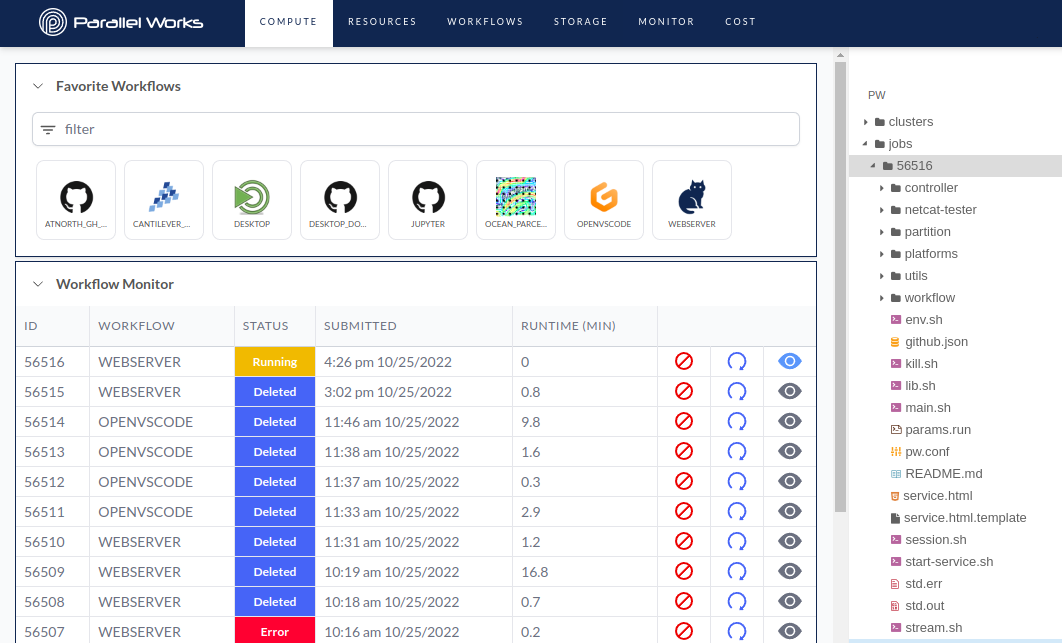 Parallel Works COMPUTE RESOURCES WORKFLOWS STORAGE MONITOR COST
Favorite Workflows
filter
ATNORTH_GH_... CANTILEVER_... DESKTOP DESKTOP_DO... JUPYTER OCEAN_PARCE... OPENVSCODE WEBSERVER
Workflow Monitor
ID WORKFLOW STATUS SUBMITTED RUNTIME (MIN)
56516 WEBSERVER Running 4:26 pm 10/25/2022 0
56515 WEBSERVER Deleted 3:02 pm 10/25/2022 0.8
56514 OPENVSCODE Deleted 11:46 am 10/25/2022 9.8
56513 OPENVSCODE Deleted 11:38 am 10/25/2022 1.6
56512 OPENVSCODE Deleted 11:37 am 10/25/2022 0.3
56511 OPENVSCODE Deleted 11:33 am 10/25/2022 2.9
56510 WEBSERVER Deleted 11:31 am 10/25/2022 1.2
56509 WEBSERVER Deleted 10:19 am 10/25/2022 16.8
56508 WEBSERVER Deleted 10:18 am 10/25/2022 0.7
56507 WEBSERVER Error 10:16 am 10/25/2022 0.2
PW
clusters
jobs
56516
controller
netcat-tester
partition
platforms
utils
workflow
env.sh
github.json
kill.sh
lib.sh
main.sh
params.run
pw.conf
README.md
service.html
service.html.template
session.sh
start-service.sh
std.err
std.out
stream.sh